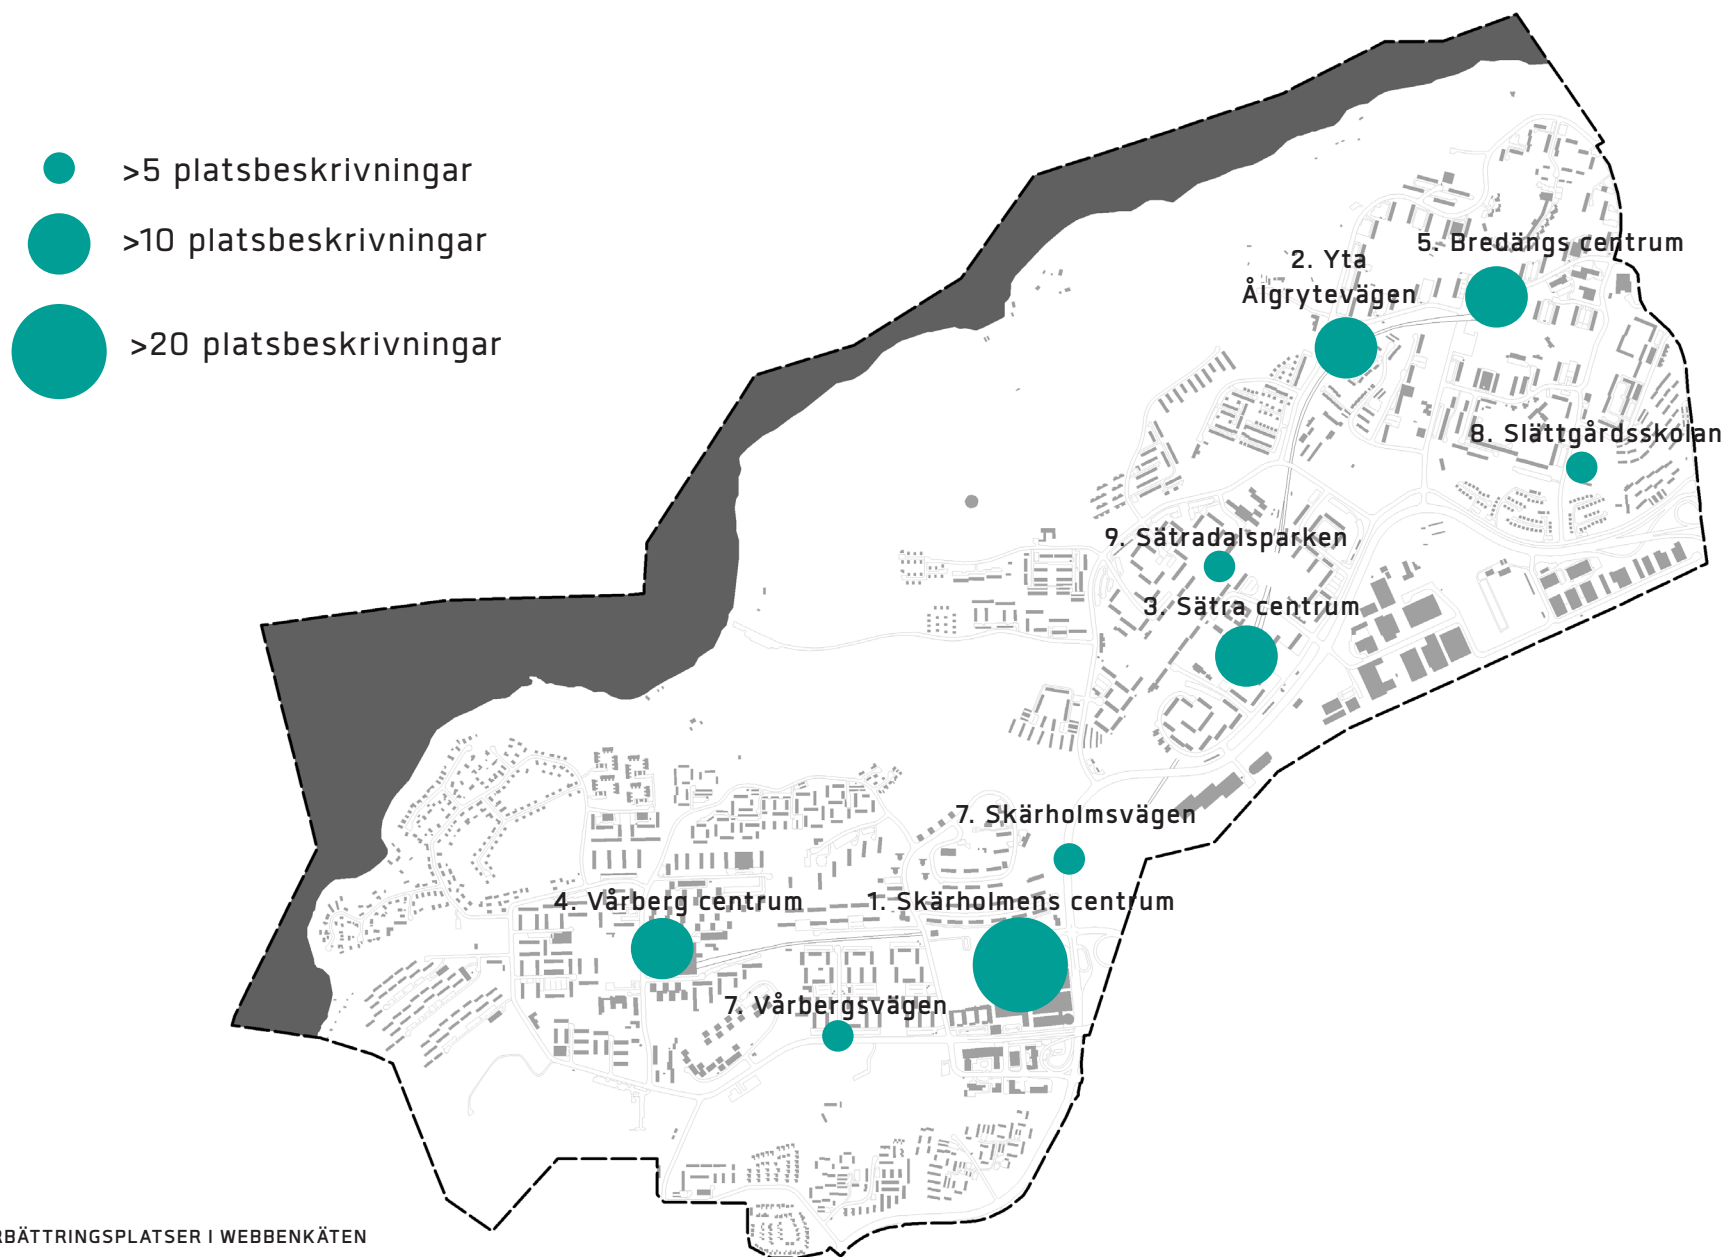 >5 platsbeskrivningar
>10 platsbeskrivningar
>20 platsbeskrivningar
5. Bredängs centrum
2. Yta
Ålgrytevägen
8. Slättgårdsskolan
9. Sätradalsparken
3. Sätra centrum
7. Skärholmsvägen
4. Vårberg centrum
1. Skärholmens centrum
7. Vårbergsvägen
RBÄTTRINGSPLATSER I WEBBENKÄTEN